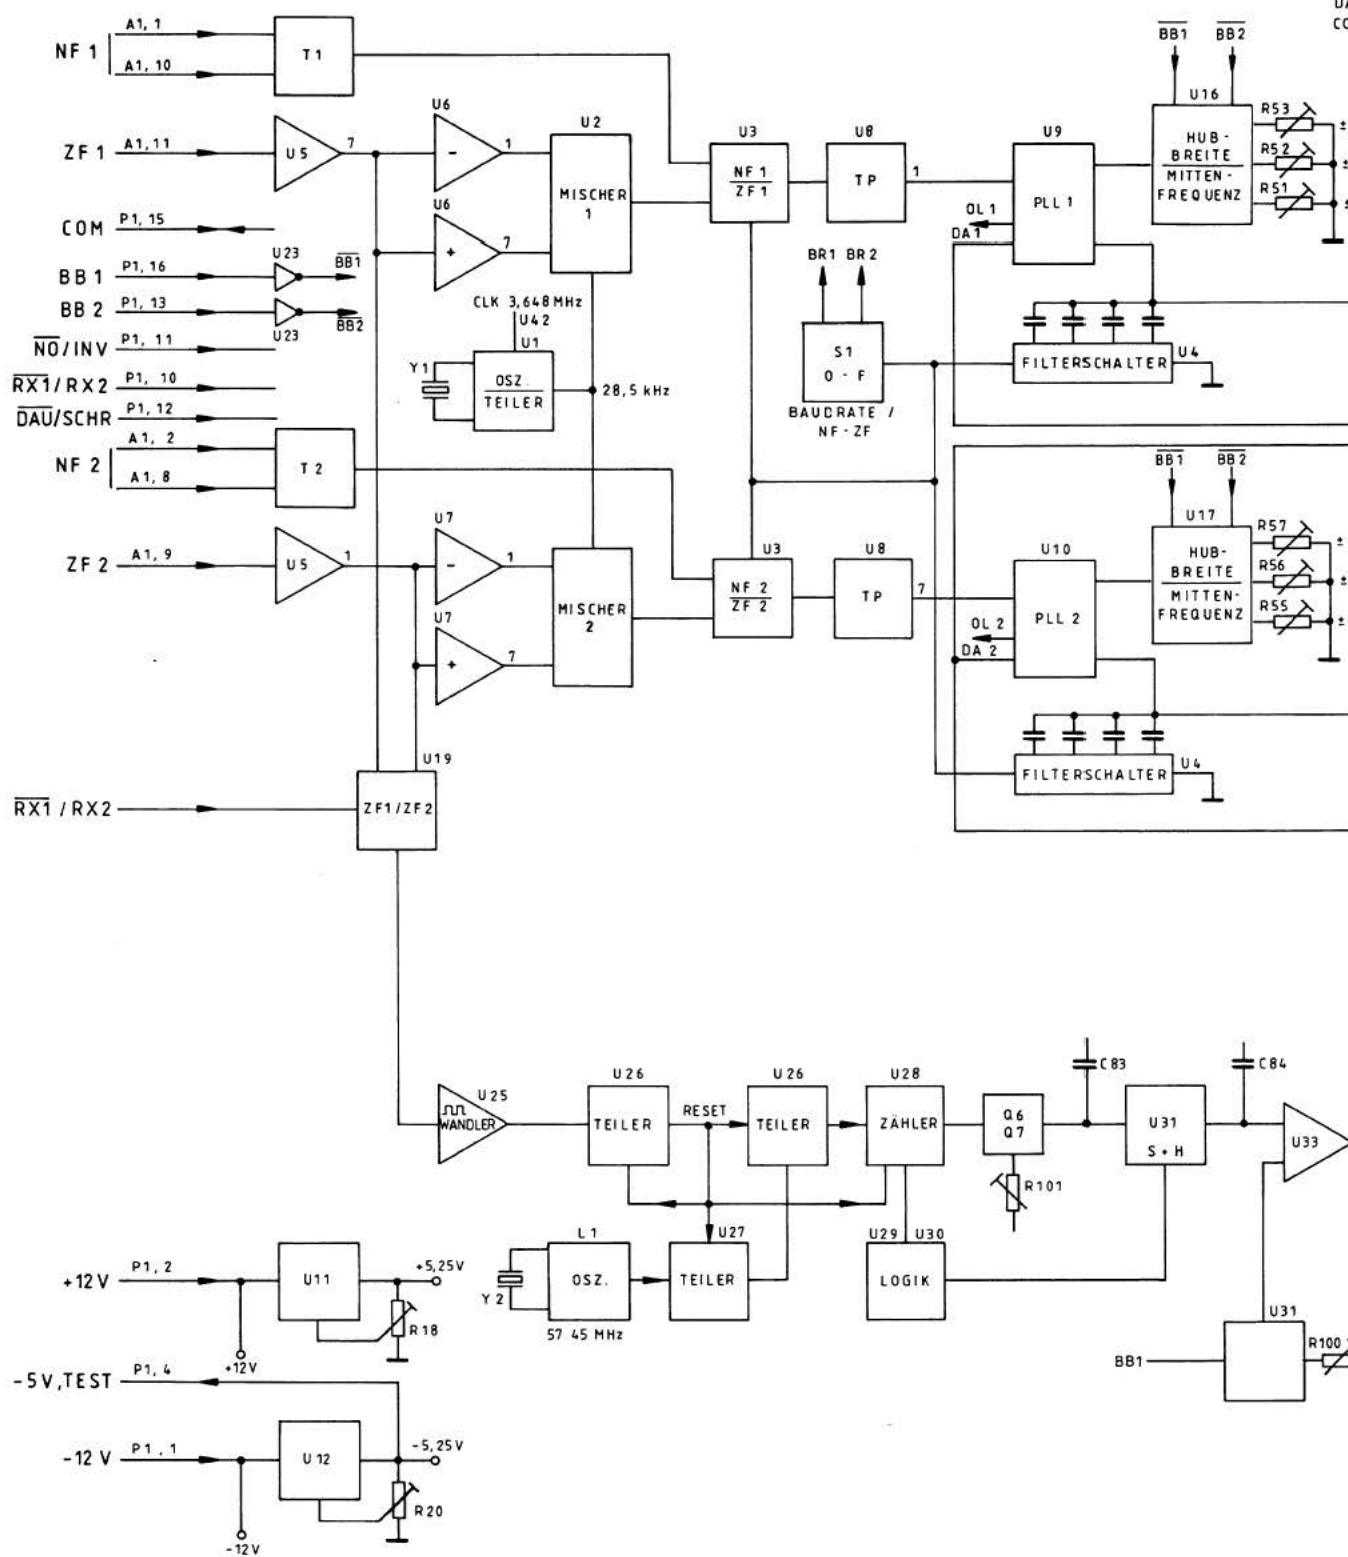 DA
CO
NF 1
A1, 1
A1, 10
T1
BB1
BB2
U16
HUB-
BREITE
MITTEN-
FREQUENZ
R53
R52
R51
±
±
±
ZF 1
A1, 11
U5
7
U6
-
1
U6
+
7
U2
MISCHER
1
U3
NF 1
ZF 1
U8
TP
1
U9
PLL 1
OL 1
DA 1
COM
P1, 15
BB 1
P1, 16
U23
BB1
BB 2
P1, 13
U23
BB2
NO/INV
P1, 11
RX1/RX2
P1, 10
DAU/SCHR
P1, 12
CLK 3,648 MHz
U42
U1
Y1
OSZ.
TEILER
28,5 kHz
BR1 BR2
S1
0 - F
BAUDRATE /
NF - ZF
FILTERSCHALTER
U4
NF 2
A1, 2
A1, 8
T2
BB1
BB2
U17
HUB-
BREITE
MITTEN-
FREQUENZ
R57
R56
R55
±
±
±
ZF 2
A1, 9
U5
1
U7
-
1
U7
+
7
MISCHER
2
U3
NF 2
ZF 2
U8
TP
7
U10
PLL 2
OL 2
DA 2
FILTERSCHALTER
U4
RX1 / RX2
U19
ZF1/ZF2
U25
WANDLER
U26
TEILER
RESET
U26
TEILER
U28
ZÄHLER
Q6
Q7
R101
C83
U31
S + H
C84
U33
L1
OSZ.
Y2
57 45 MHz
U27
TEILER
U29 U30
LOGIK
U31
BB1
R100
+12V
P1, 2
U11
+5,25V
R18
+12V
-5V,TEST
P1, 4
-12 V
P1, 1
U12
-5,25V
R20
-12V